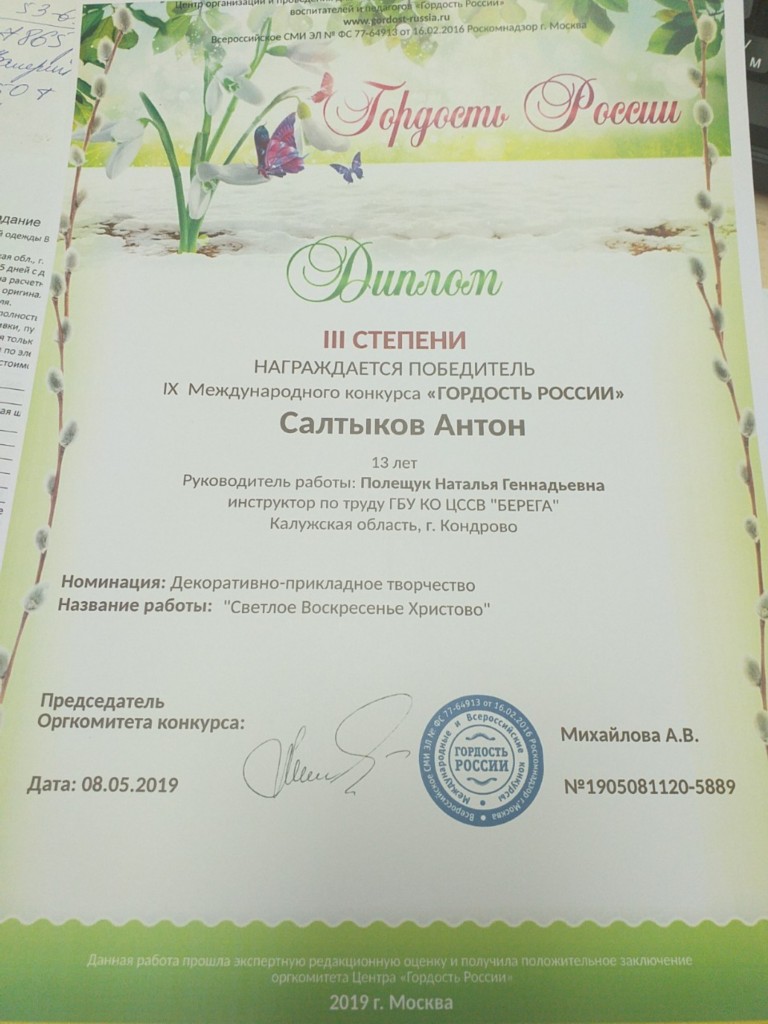 воспитателей и педагогов «Гордость России»
www.gordost-russia.ru
Всероссийское СМИ ЭЛ № ФС 77-64913 от 16.02.2016 Роскомнадзор г. Москва
Гордость России
Диплом
III СТЕПЕНИ
НАГРАЖДАЕТСЯ ПОБЕДИТЕЛЬ
IX Международного конкурса «ГОРДОСТЬ РОССИИ»
Салтыков Антон
13 лет
Руководитель работы: Полещук Наталья Геннадьевна
инструктор по труду ГБУ КО ЦССВ "БЕРЕГА"
Калужская область, г. Кондрово
Номинация: Декоративно-прикладное творчество
Название работы: "Светлое Воскресенье Христово"
Председатель
Оргкомитета конкурса:
Михайлова А.В.
Дата: 08.05.2019
№1905081120-5889
Всероссийское СМИ ЭЛ № ФС 77-64913 от 16.02.2016 Роскомнадзор г.Москва
Международные и Всероссийские конкурсы
ГОРДОСТЬ
РОССИИ
Данная работа прошла экспертную редакционную оценку и получила положительное заключение
оргкомитета Центра «Гордость России»
2019 г. Москва